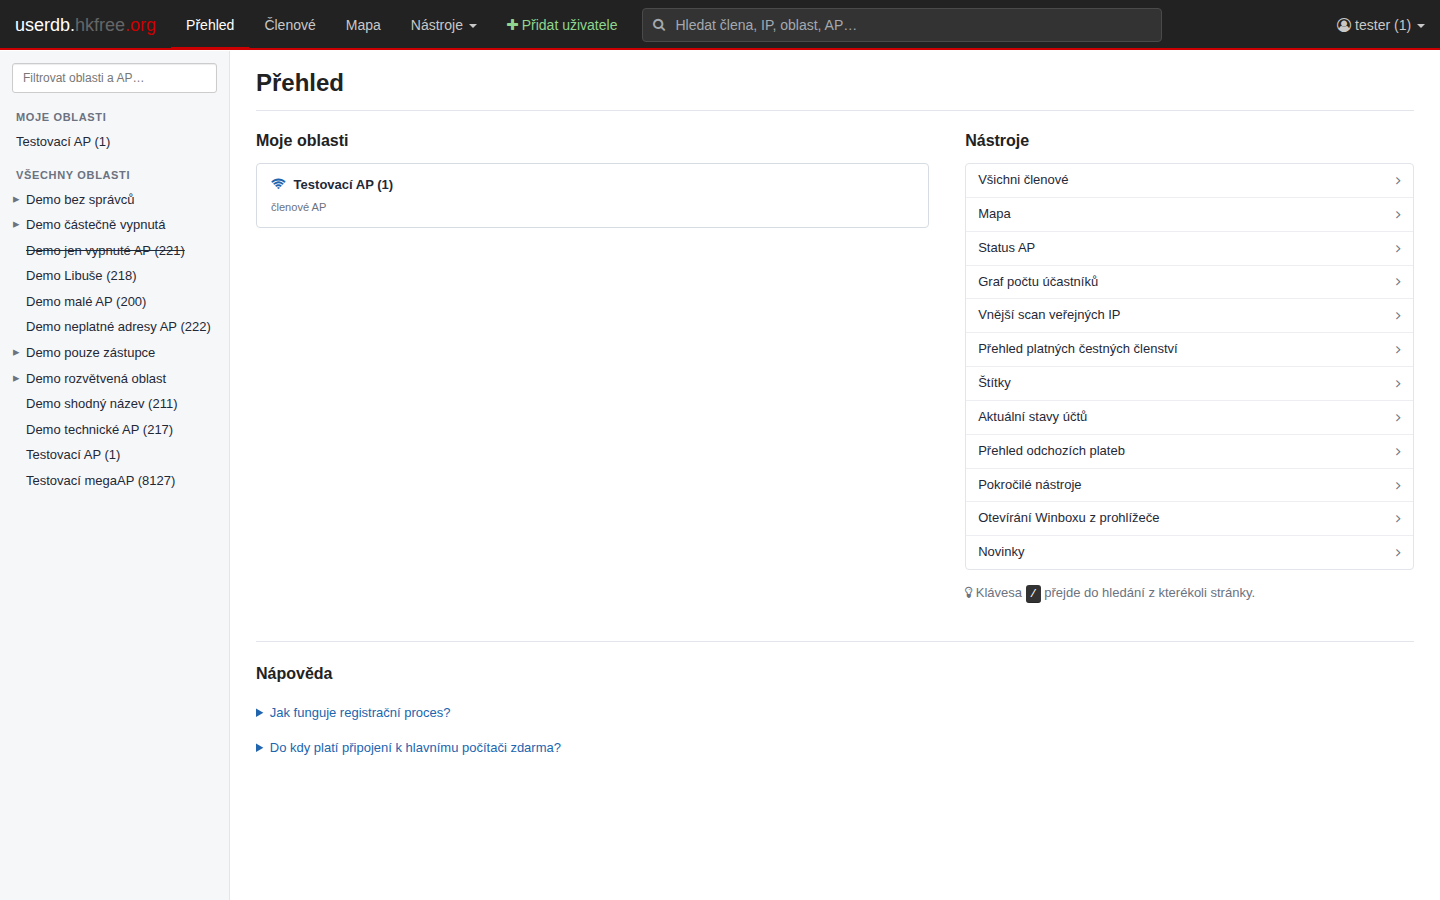 userdb.hkfree.org
Přehled
Členové
Mapa
Nástroje
Přidat uživatele
Hledat člena, IP, oblast, AP…
tester (1)
Filtrovat oblasti a AP…
MOJE OBLASTI
Testovací AP (1)
VŠECHNY OBLASTI
Demo bez správců
Demo částečně vypnutá
Demo jen vypnuté AP (221)
Demo Libuše (218)
Demo malé AP (200)
Demo neplatné adresy AP (222)
Demo pouze zástupce
Demo rozvětvená oblast
Demo shodný název (211)
Demo technické AP (217)
Testovací AP (1)
Testovací megaAP (8127)
Přehled
Moje oblasti
Testovací AP (1)
členové AP
Nástroje
Všichni členové
Mapa
Status AP
Graf počtu účastníků
Vnější scan veřejných IP
Přehled platných čestných členství
Štítky
Aktuální stavy účtů
Přehled odchozích plateb
Pokročilé nástroje
Otevírání Winboxu z prohlížeče
Novinky
Klávesa / přejde do hledání z kterékoli stránky.
Nápověda
Jak funguje registrační proces?
Do kdy platí připojení k hlavnímu počítači zdarma?